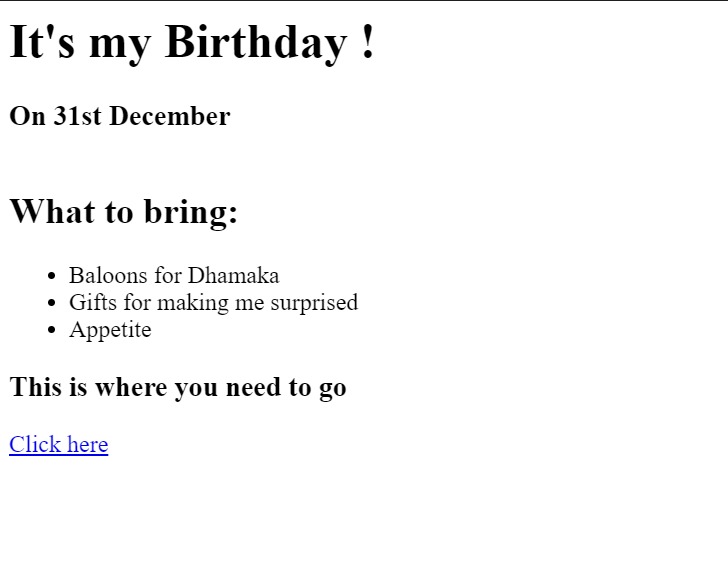 It's my Birthday !
On 31st December
What to bring:
Baloons for Dhamaka
Gifts for making me surprised
Appetite
This is where you need to go
Click here